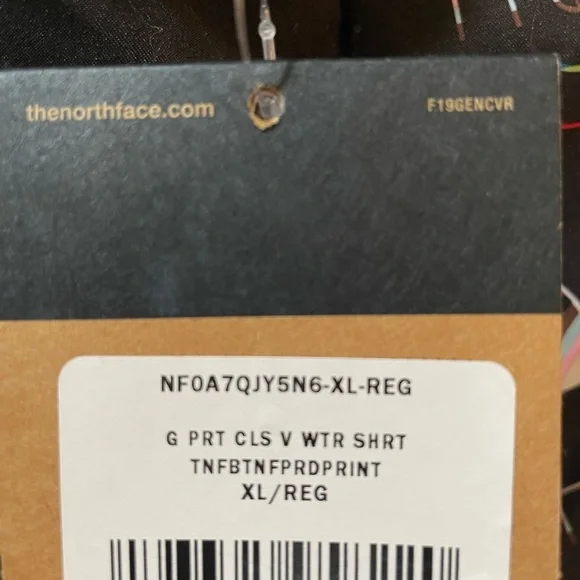 thenorthface.com
F19GENCVR
NF0A7QJY5N6-XL-REG
G PRT CLS V WTR SHRT
TNFBTNFPRDPRINT
XL/REG